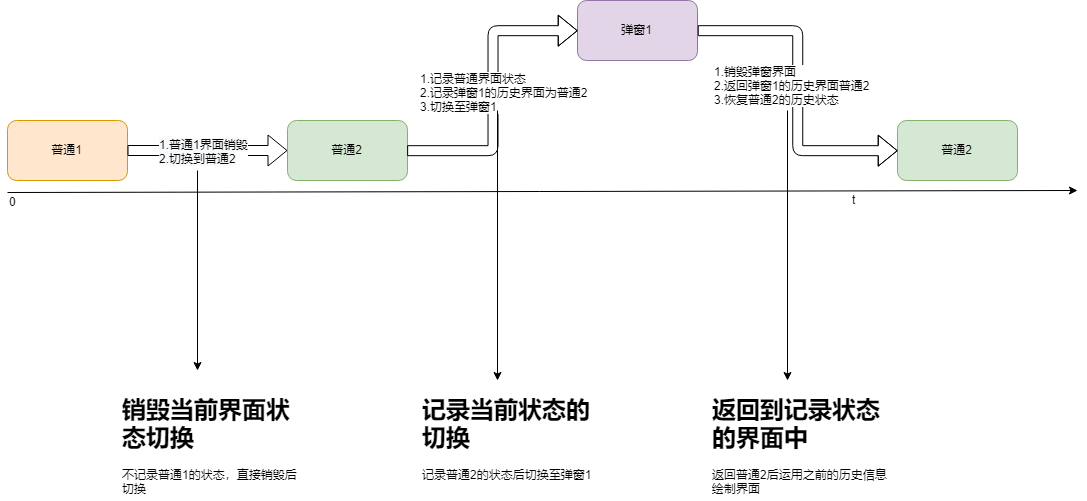 弹窗1
1.记录普通界面状态
2.记录弹窗1的历史界面为普通2
3.切换至弹窗1
1.销毁弹窗界面
2.返回弹窗1的历史界面普通2
3.恢复普通2的历史状态
普通1
1.普通1界面销毁
2.切换到普通2
普通2
普通2
0
t
销毁当前界面状
态切换
不记录普通1的状态，直接销毁后
切换
记录当前状态的
切换
记录普通2的状态后切换至弹窗1
返回到记录状态
的界面中
返回普通2后运用之前的历史信息
绘制界面